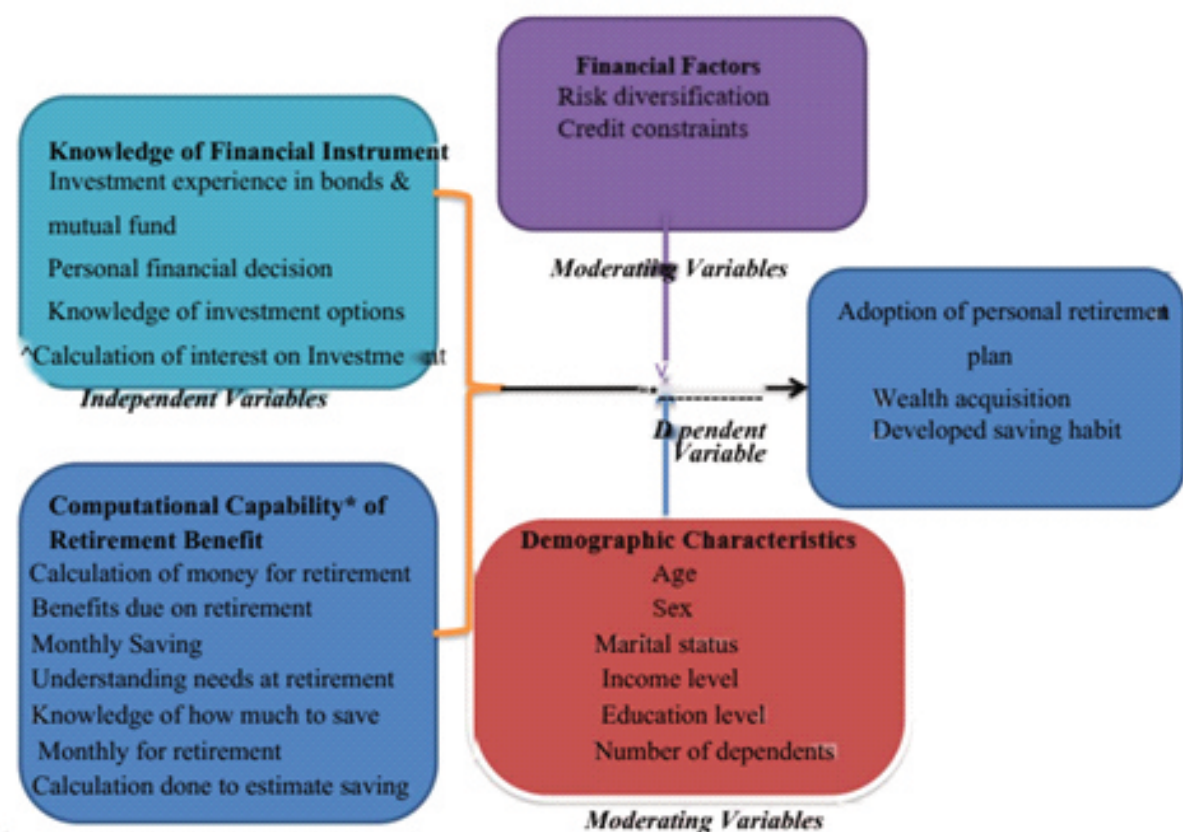 Financial Factors
Risk diversification
Credit constraints
Moderating Variables
Knowledge of Financial Instrument
Investment experience in bonds &
mutual fund
Personal financial decision
Knowledge of investment options
^Calculation of interest on Investme nt
Independent Variables
Adoption of personal retiremen
plan
Wealth acquisition
Developed saving habit
D pendent
Variable
Computational Capability* of
Retirement Benefit
Calculation of money for retirement
Benefits due on retirement
Monthly Saving
Understanding needs at retirement
Knowledge of how much to save
Monthly for retirement
Calculation done to estimate saving
Demographic Characteristics
Age
Sex
Marital status
Income level
Education level
Number of dependents
Moderating Variables